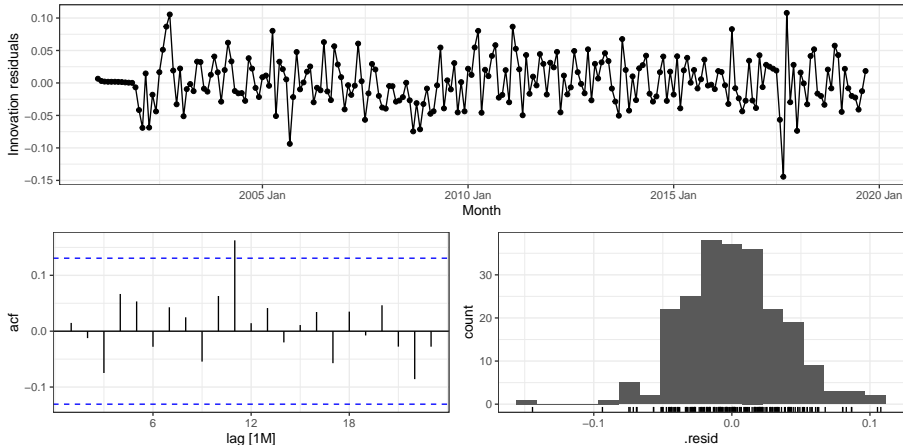 0.10
0.05
0.00
−0.05
−0.10
−0.15
Innovation residuals
2005 Jan 2010 Jan 2015 Jan 2020 Jan
Month
0.1
0.0
−0.1
acf
6 12 18
lag [1M]
30
20
10
0
count
−0.1 0.0 0.1
.resid